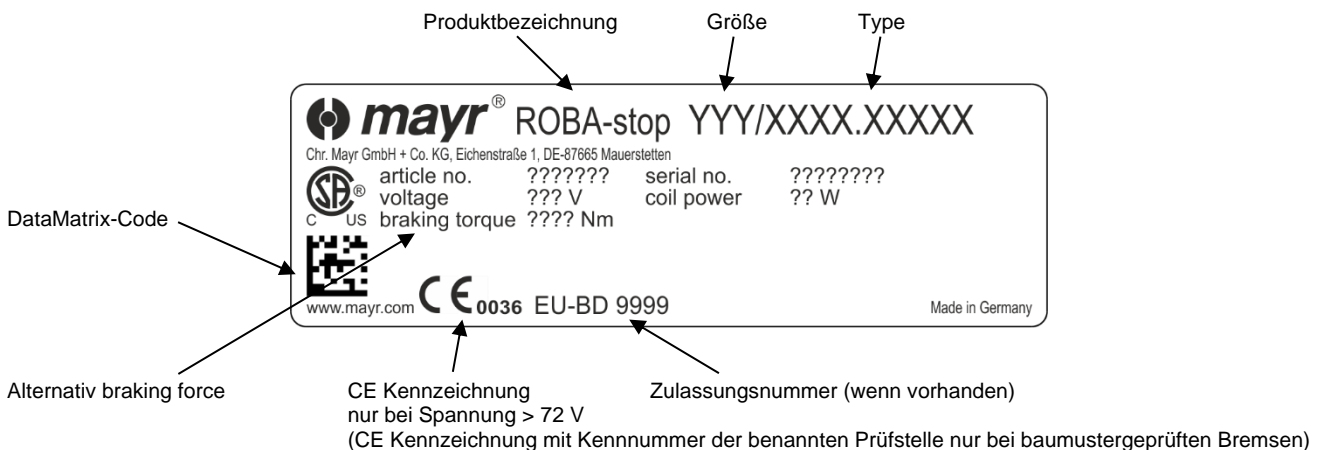 Produktbezeichnung Größe Type
mayr® ROBA-stop YYY/XXXX.XXXXX
Chr. Mayr GmbH + Co. KG, Eichenstraße 1, DE-87665 Mauerstetten
article no. ??????? serial no. ????????
SA® voltage ??? V coil power ?? W
C US braking torque ???? Nm
DataMatrix-Code
www.mayr.com CE 0036 EU-BD 9999 Made in Germany
Alternativ braking force CE Kennzeichnung Zulassungsnummer (wenn vorhanden)
nur bei Spannung > 72 V
(CE Kennzeichnung mit Kennnummer der benannten Prüfstelle nur bei baumustergeprüften Bremsen)